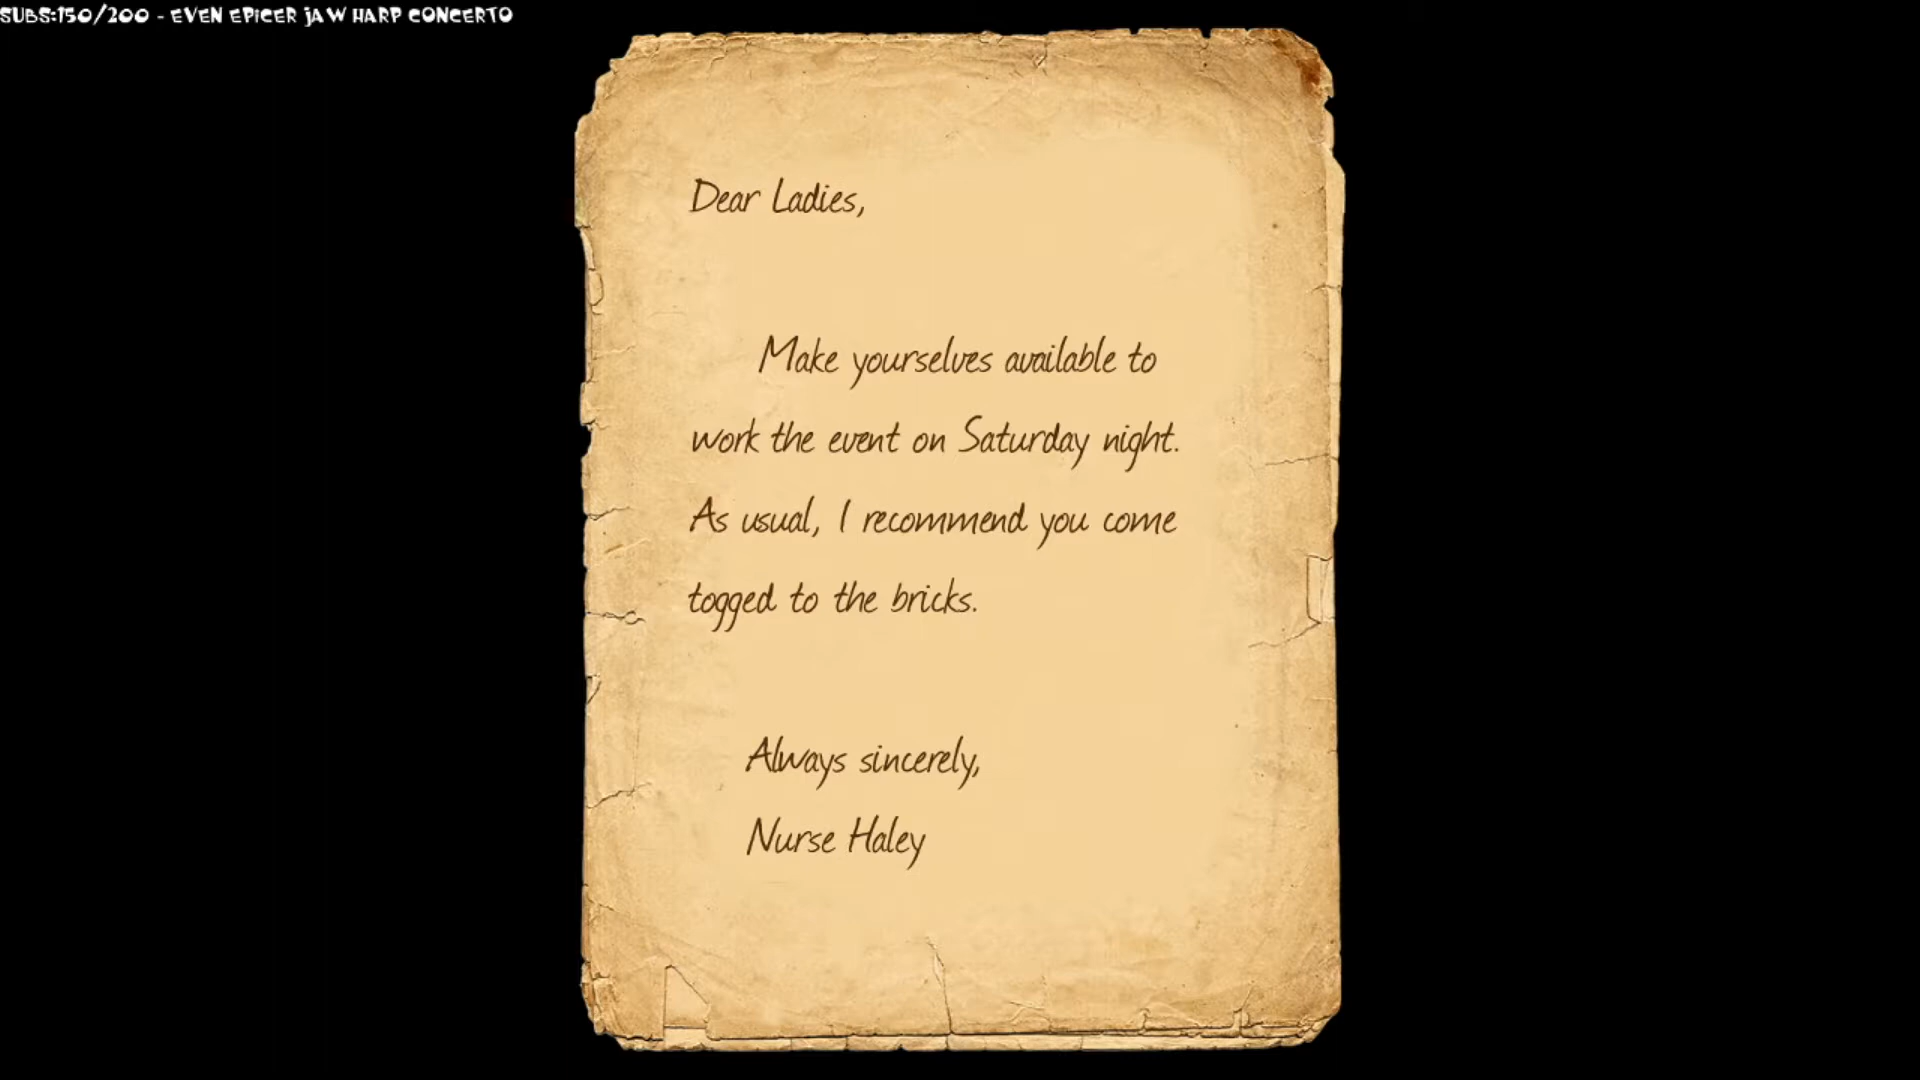 SUBS:150/200 - EVEN EPICER JAW HARP CONCERTO
Dear Ladies,
Make yourselves available to
work the event on Saturday night.
As usual, I recommend you come
togged to the bricks.
Always sincerely,
Nurse Haley